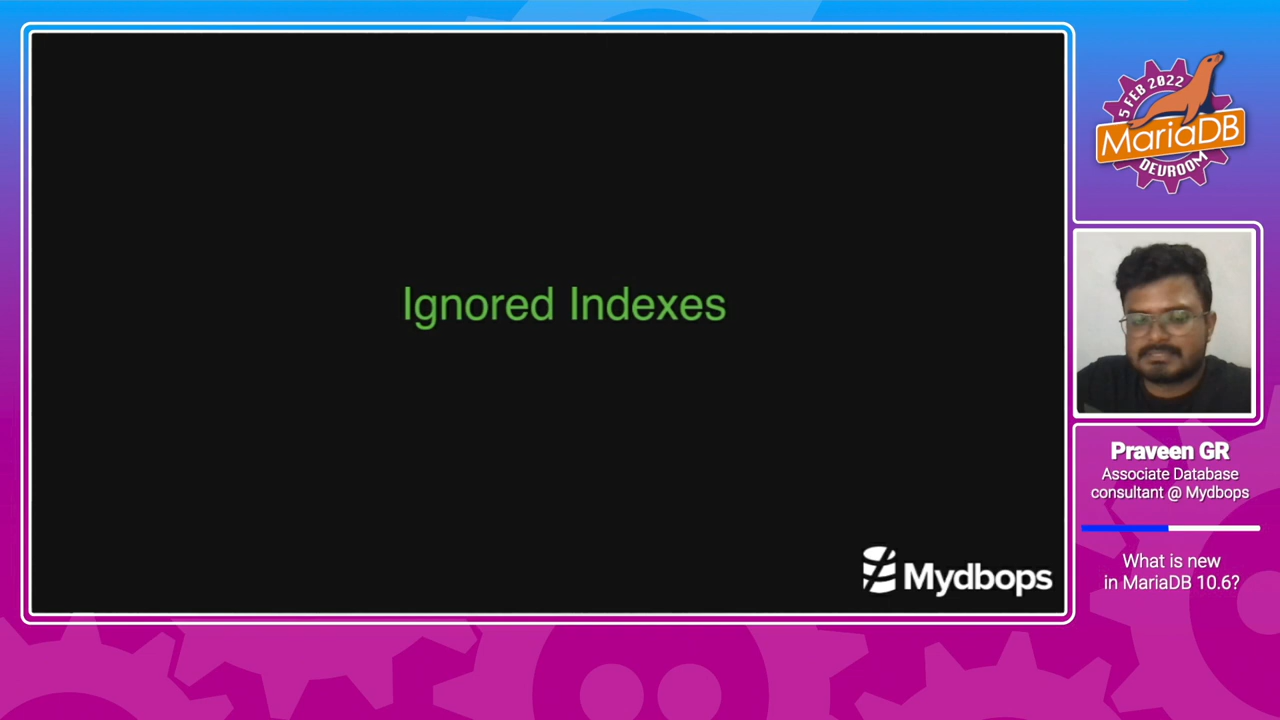 Ignored Indexes
Mydbops
5 FEB 2022
MariaDB
DEVROOM
Praveen GR
Associate Database
consultant @ Mydbops
What is new
in MariaDB 10.6?